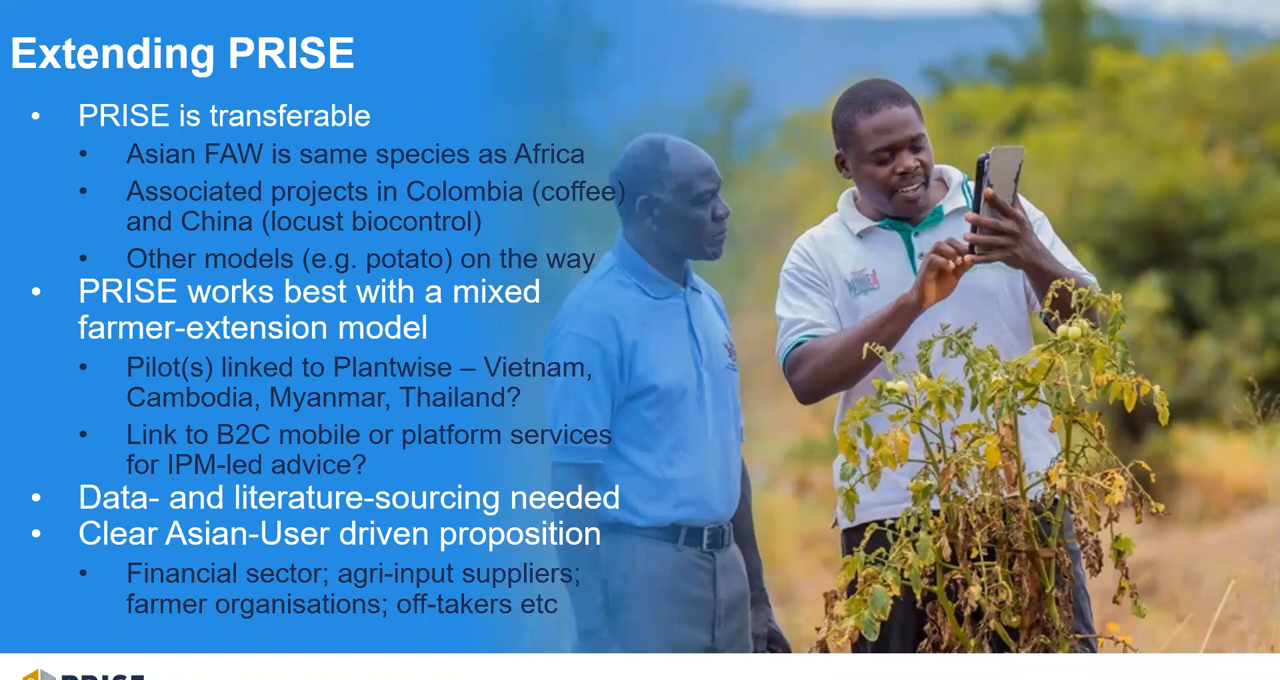 Extending PRISE
• PRISE is transferable
• Asian FAW is same species as Africa
• Associated projects in Colombia (coffee)
and China (locust biocontrol)
• Other models (e.g. potato) on the way
• PRISE works best with a mixed
farmer-extension model
• Pilot(s) linked to Plantwise – Vietnam,
Cambodia, Myanmar, Thailand?
• Link to B2C mobile or platform services
for IPM-led advice?
• Data- and literature-sourcing needed
• Clear Asian-User driven proposition
• Financial sector; agri-input suppliers;
farmer organisations; off-takers etc
PRISE